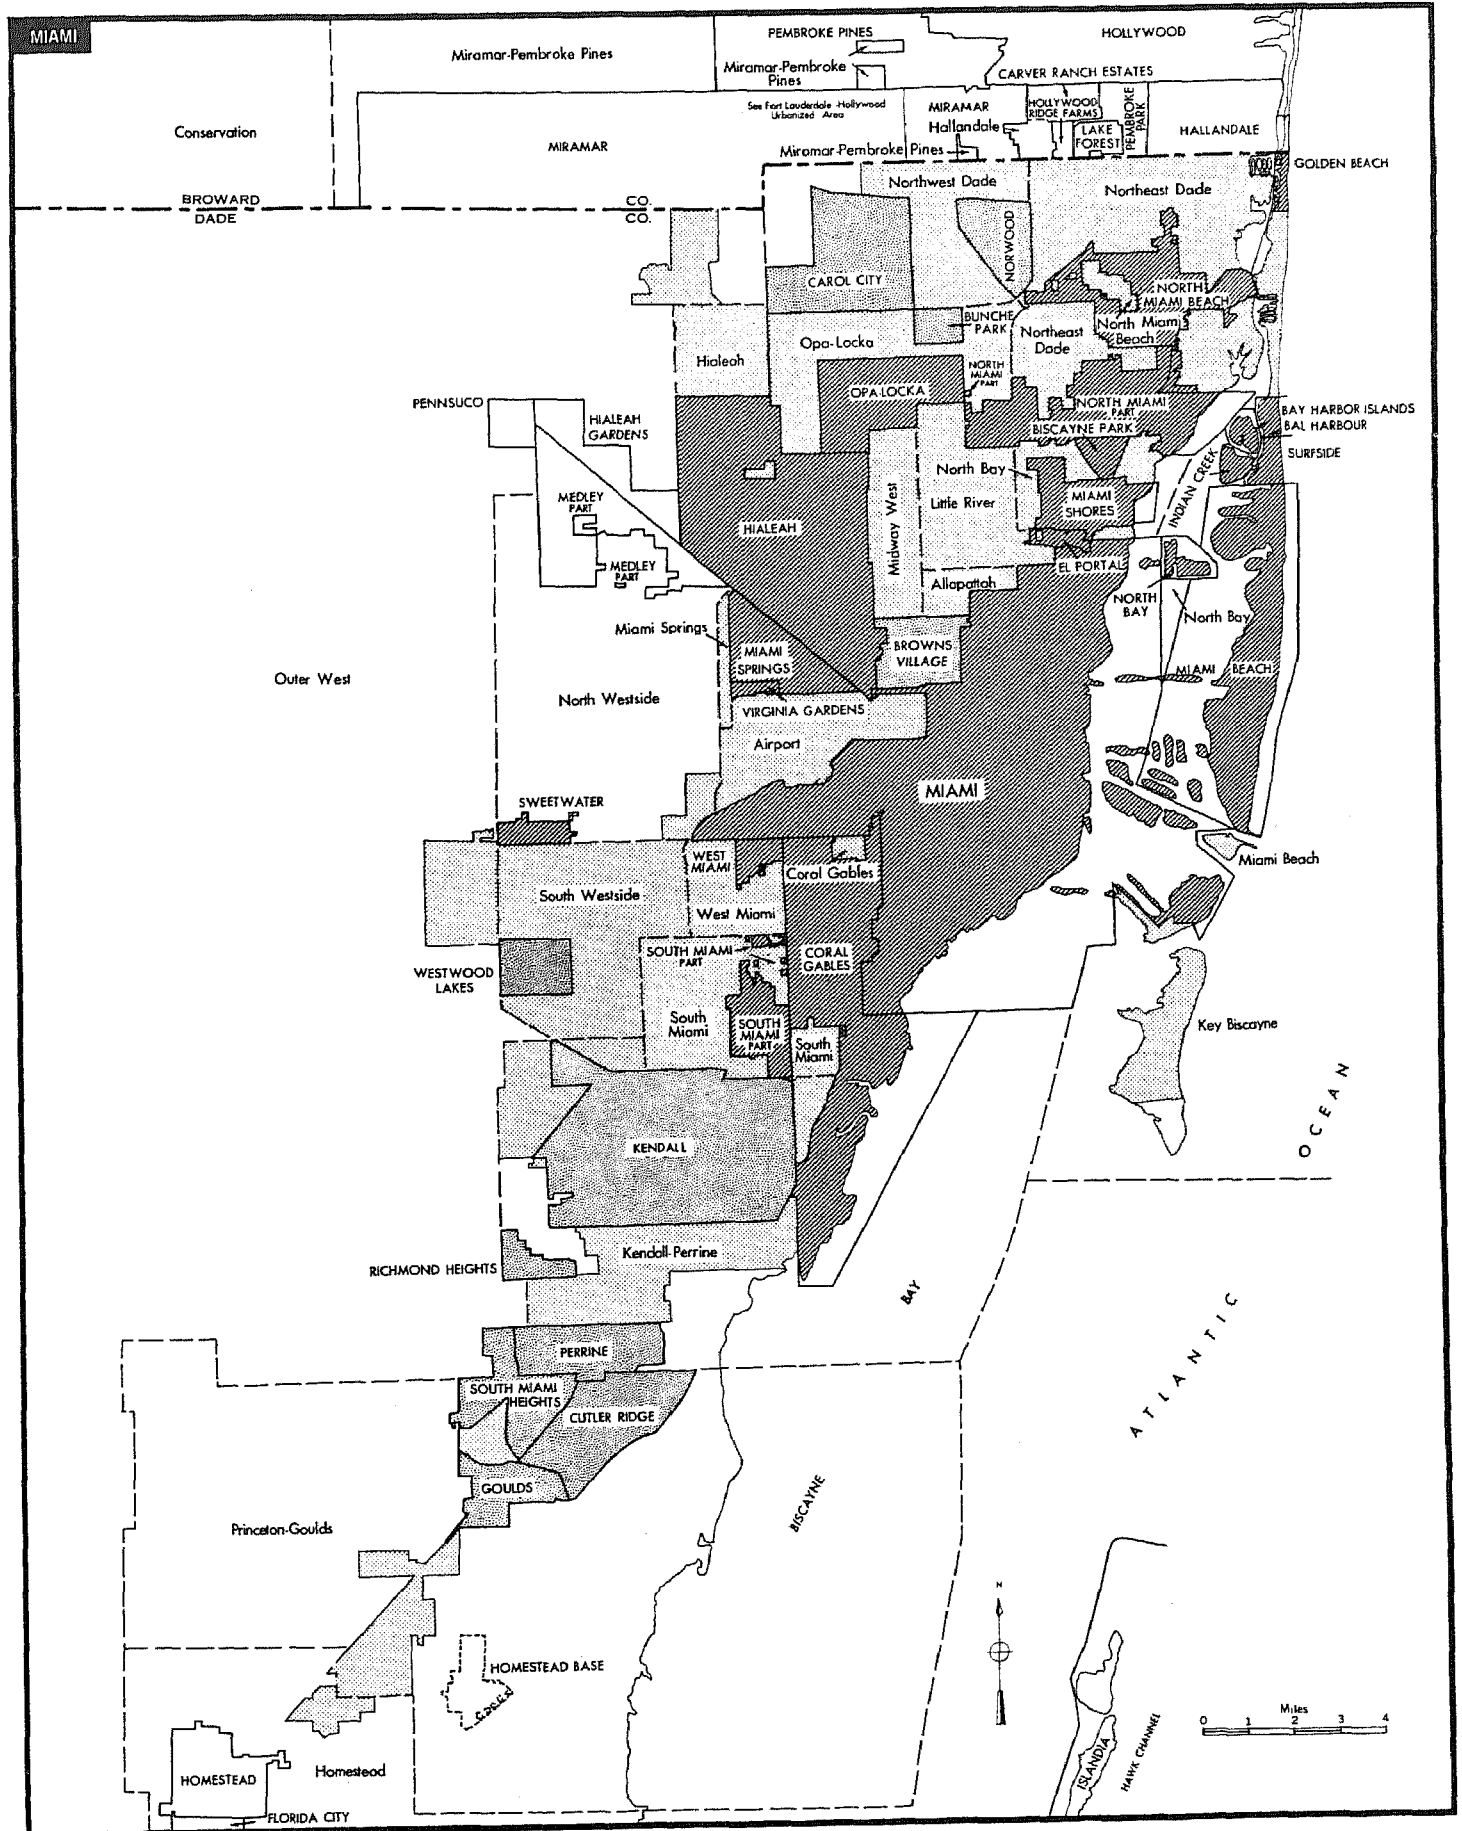 MIAMI
PEMBROKE PINES
HOLLYWOOD
Miramar-Pembroke Pines
Miramar-Pembroke
Pines
CARVER RANCH ESTATES
See Fort Lauderdale-Hollywood
Urbanized Area
MIRAMAR
Hallandale
HOLLYWOOD
RIDGE FARMS
PEMBROKE
PARK
LAKE
FOREST
HALLANDALE
Conservation
MIRAMAR
Miramar-Pembroke Pines
GOLDEN BEACH
BROWARD CO.
DADE CO.
Northwest Dade
Northeast Dade
NORWOOD
CAROL CITY
NORTH
MIAMI BEACH
BUNCHE
PARK
Northeast
Dade
North Miami
Beach
Opa-Locka
Hialeah
NORTH
MIAMI
PART
OPA-LOCKA
NORTH MIAMI
PART
PENNSUCO
HIALEAH
GARDENS
BISCAYNE PARK
BAY HARBOR ISLANDS
BAL HARBOUR
SURFSIDE
North Bay
INDIAN CREEK
MEDLEY
PART
Little River
MIAMI
SHORES
HIALEAH
Midway West
MEDLEY
PART
EL PORTAL
Allapattah
NORTH
BAY
North Bay
Miami Springs
MIAMI
SPRINGS
BROWNS
VILLAGE
MIAMI BEACH
Outer West
North Westside
VIRGINIA GARDENS
Airport
MIAMI
SWEETWATER
WEST
MIAMI
Coral Gables
Miami Beach
South Westside
West Miami
SOUTH MIAMI
PART
CORAL
GABLES
WESTWOOD
LAKES
South
Miami
SOUTH
MIAMI
PART
South
Miami
Key Biscayne
KENDALL
OCEAN
Kendall-Perrine
RICHMOND HEIGHTS
BAY
PERRINE
ATLANTIC
SOUTH MIAMI
HEIGHTS
CUTLER RIDGE
GOULDS
BISCAYNE
Princeton-Goulds
N
HOMESTEAD BASE
Miles
0 1 2 3 4
ISLANDIA
HAWK CHANNEL
HOMESTEAD
Homestead
FLORIDA CITY